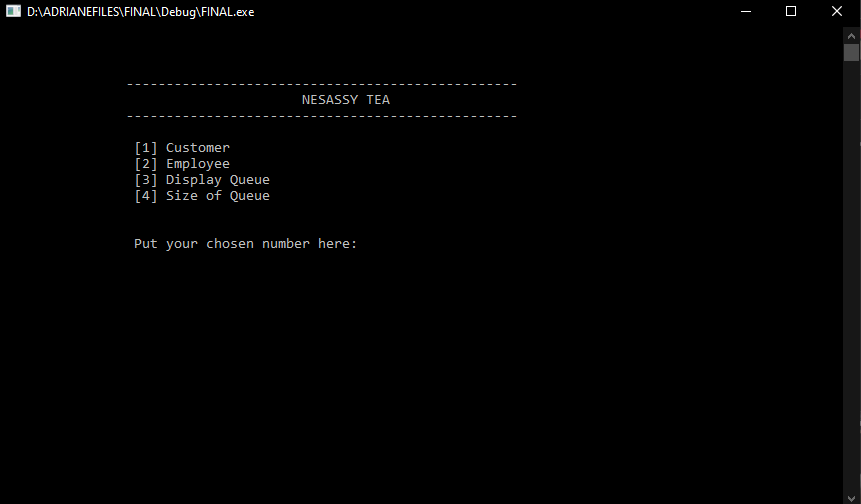 D:\ADRIANEFILES\FINAL\Debug\FINAL.exe
-------------------------------------------------
NESASSY TEA
-------------------------------------------------
[1] Customer
[2] Employee
[3] Display Queue
[4] Size of Queue
Put your chosen number here: